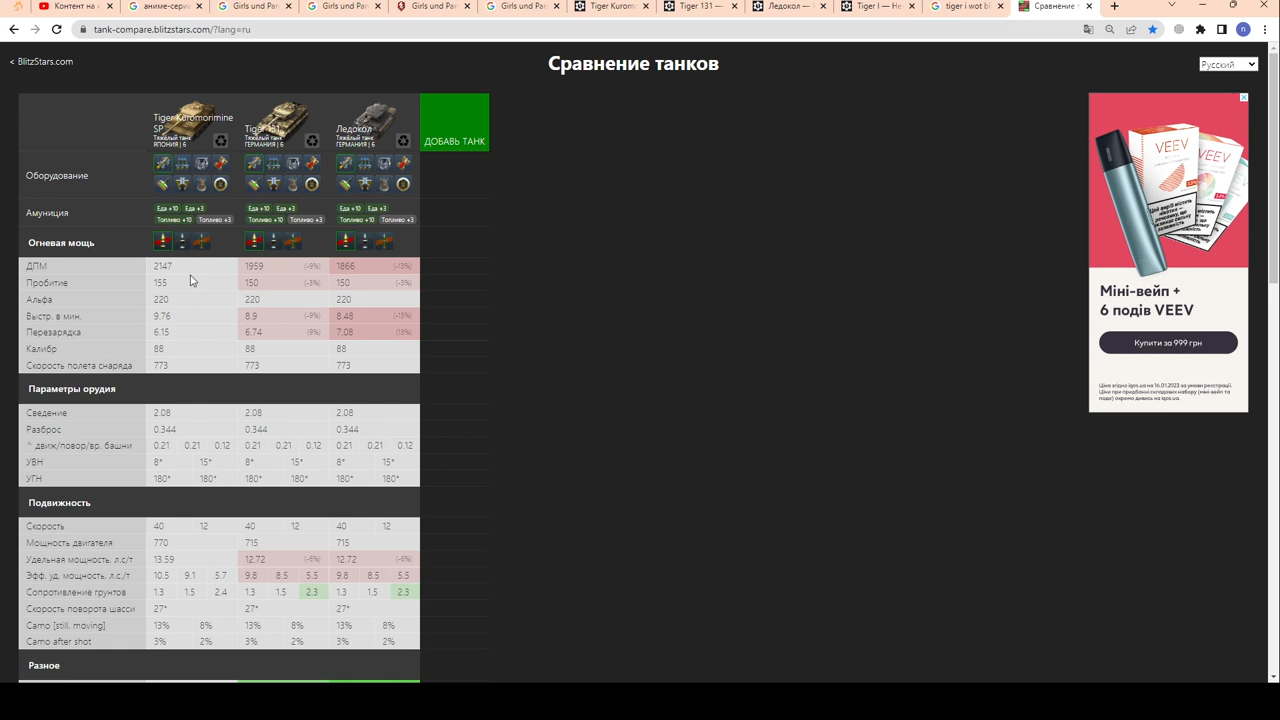 Контент на к
аниме-сериа
Girls und Par
Girls und Par
Girls und Par
Girls und Par
Tiger Kurom
Tiger 131 —
Ледокол —
Tiger I — Не
tiger i wot bl
Сравнение т
tank-compare.blitzstars.com/?lang=ru
< BlitzStars.com
Сравнение танков
Русский
Tiger Kuromorimine SP
Тяжёлый танк
ЯПОНИЯ | 6
Tiger 131
Тяжёлый танк
ГЕРМАНИЯ | 6
Ледокол
Тяжёлый танк
ГЕРМАНИЯ | 6
ДОБАВЬ ТАНК
Оборудование
Амуниция Еда +10 Еда +3 Еда +10 Еда +3 Еда +10 Еда +3
Топливо +10 Топливо +3 Топливо +10 Топливо +3 Топливо +10 Топливо +3
Огневая мощь
ДПМ 2147 1959 (-9%) 1866 (-13%)
Пробитие 155 150 (-3%) 150 (-3%)
Альфа 220 220 220
Выстр. в мин. 9.76 8.9 (-9%) 8.48 (-13%)
Перезарядка 6.15 6.74 (9%) 7.08 (13%)
Калибр 88 88 88
Скорость полета снаряда 773 773 773
Параметры орудия
Сведение 2.08 2.08 2.08
Разброс 0.344 0.344 0.344
^ движ/повор/вр. башни 0.21 0.21 0.12 0.21 0.21 0.12 0.21 0.21 0.12
УВН 8° 15° 8° 15° 8° 15°
УГН 180° 180° 180° 180° 180° 180°
Подвижность
Скорость 40 12 40 12 40 12
Мощность двигателя 770 715 715
Удельная мощность. л.с/т 13.59 12.72 (-6%) 12.72 (-6%)
Эфф. уд. мощность. л.с./т 10.5 9.1 5.7 9.8 8.5 5.5 9.8 8.5 5.5
Сопротивление грунтов 1.3 1.5 2.4 1.3 1.5 2.3 1.3 1.5 2.3
Скорость поворота шасси 27° 27° 27°
Camo [still, moving] 13% 8% 13% 8% 13% 8%
Camo after shot 3% 2% 3% 2% 3% 2%
Разное
VEEV
VEEV
Міні-вейп +
6 подів VEEV
Купити за 999 грн